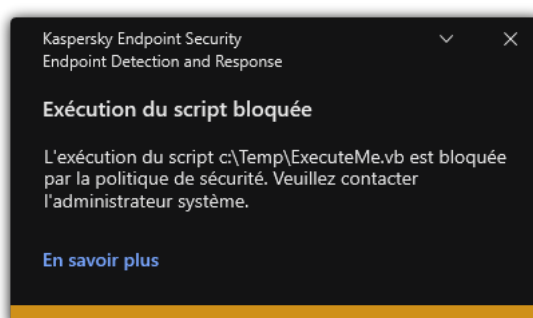 Kaspersky Endpoint Security
Endpoint Detection and Response
Exécution du script bloquée
L'exécution du script c:\Temp\ExecuteMe.vb est bloquée
par la politique de sécurité. Veuillez contacter
l'administrateur système.
En savoir plus